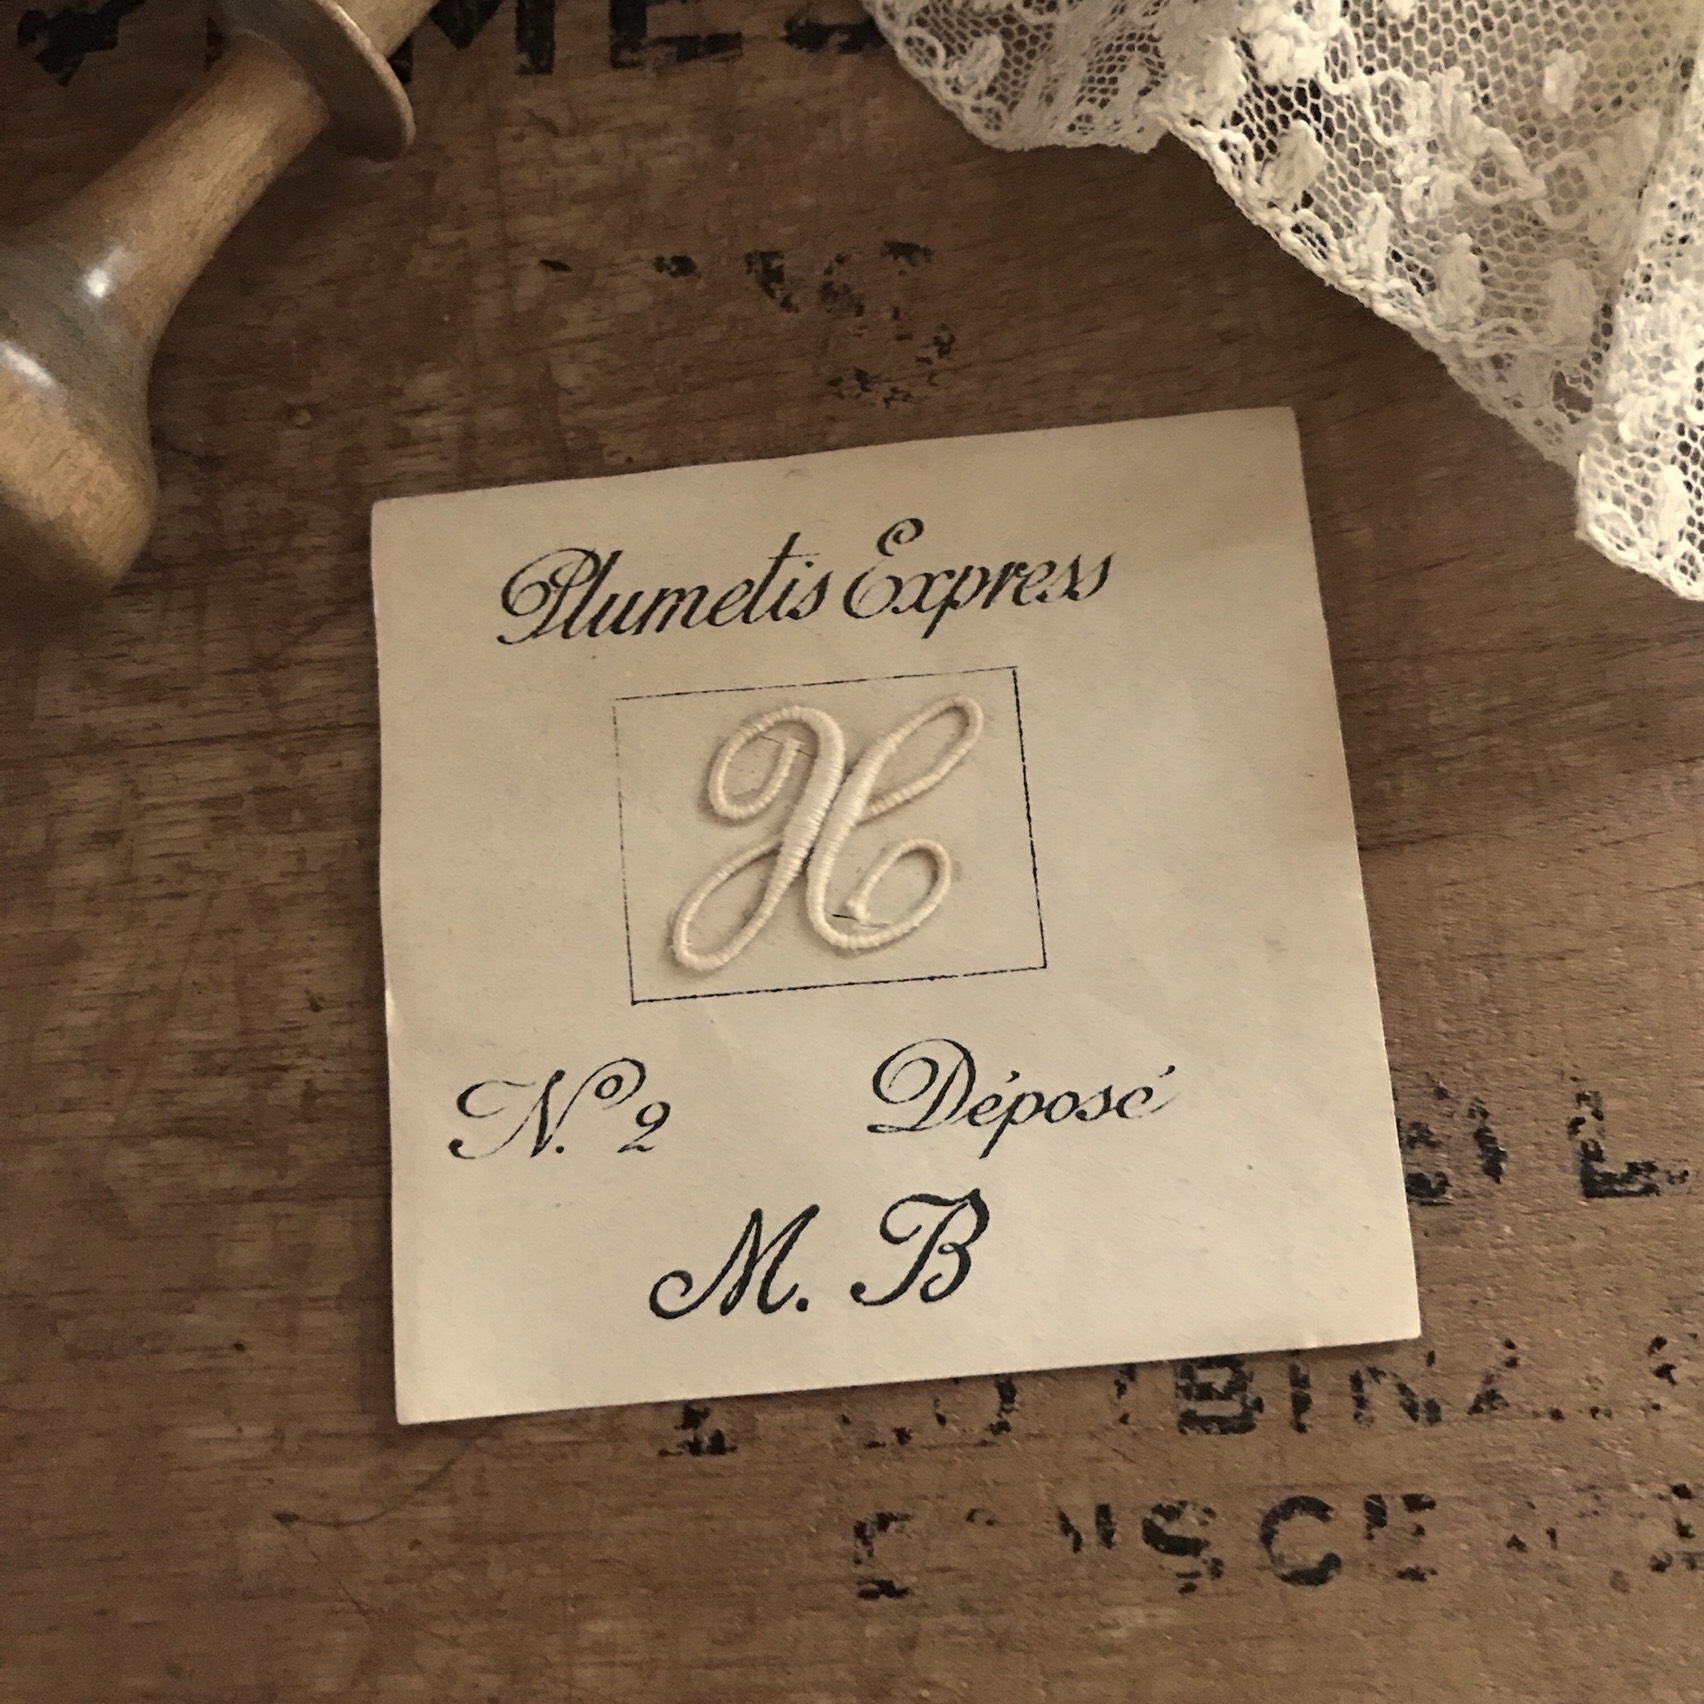 Plumetis Express
H
N.º 2 Déposé
M. B